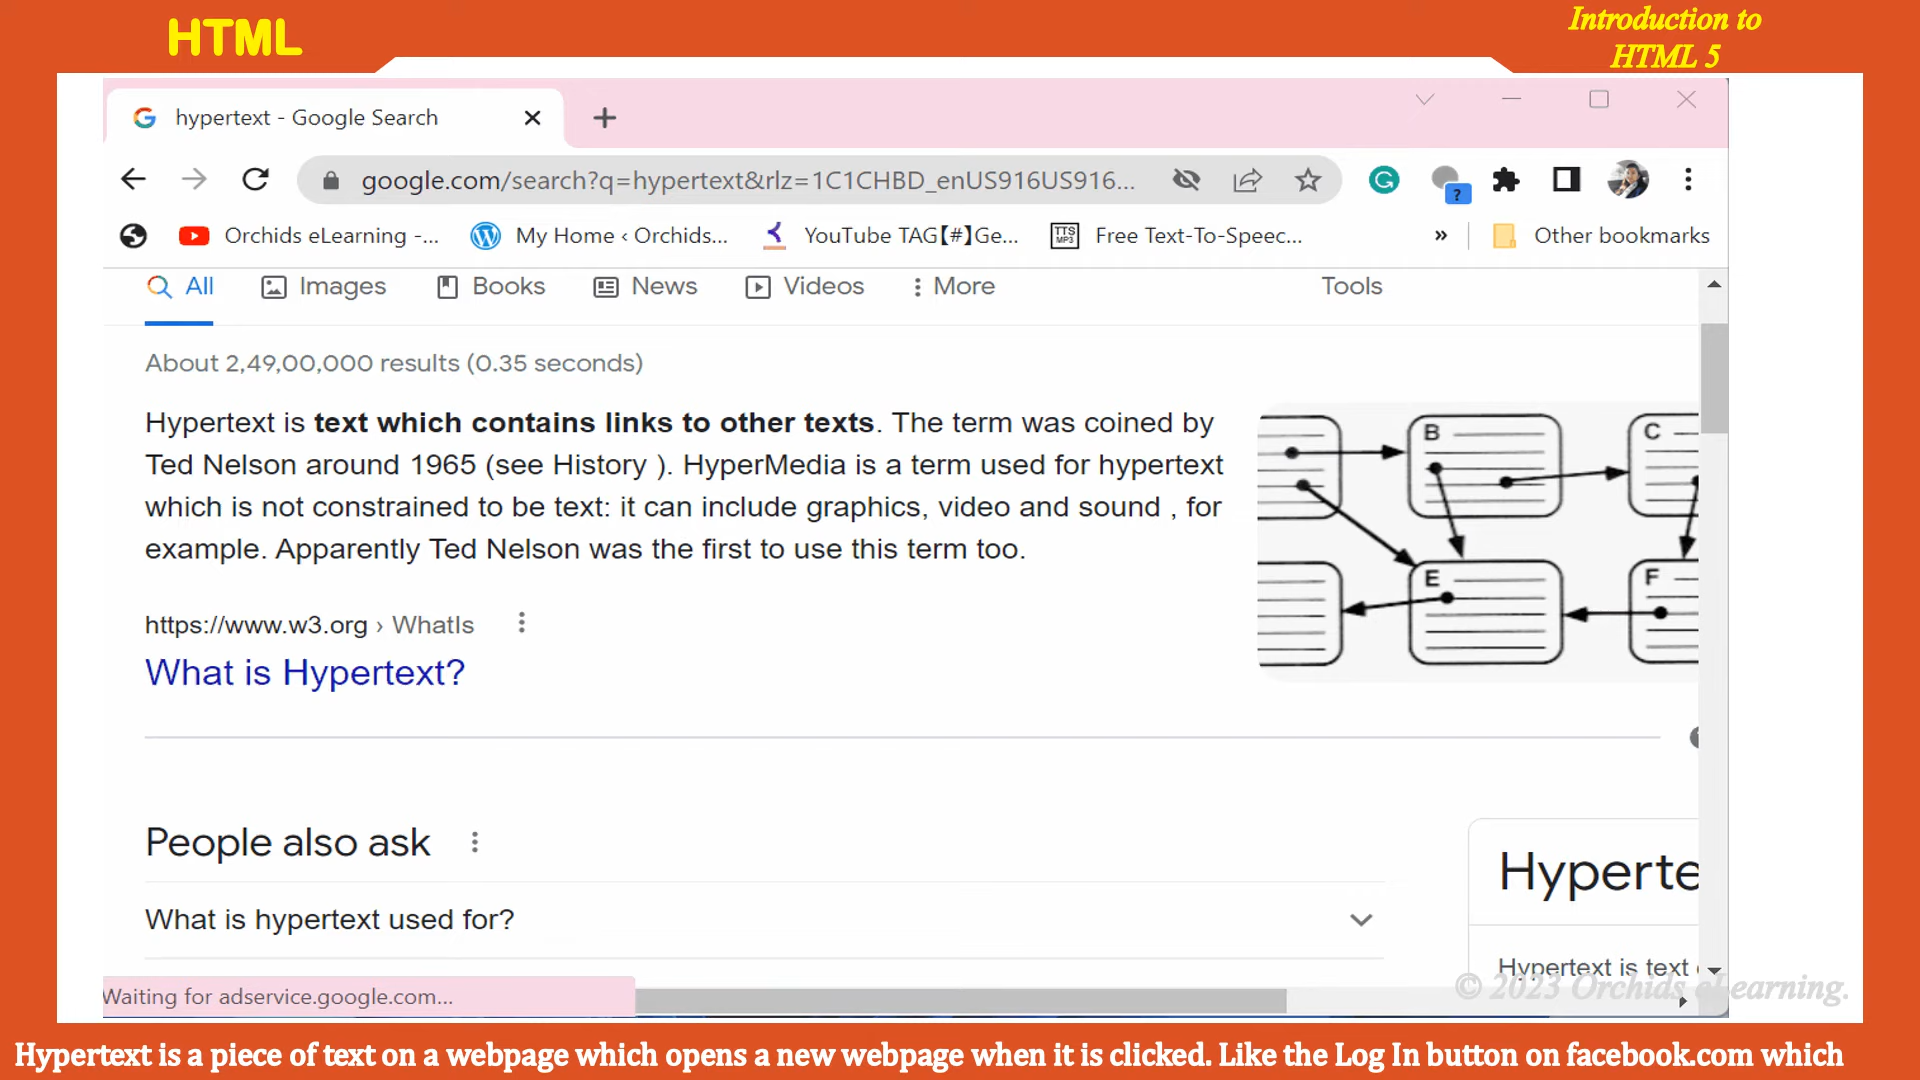 HTML
Introduction to
HTML 5
hypertext - Google Search
google.com/search?q=hypertext&rlz=1C1CHBD_enUS916US916...
?
Orchids eLearning -...
My Home ‹ Orchids...
YouTube TAG【#】Ge...
TTS
MP3
Free Text-To-Speec...
»
Other bookmarks
All
Images
Books
News
Videos
More
Tools
About 2,49,00,000 results (0.35 seconds)
Hypertext is text which contains links to other texts. The term was coined by
Ted Nelson around 1965 (see History ). HyperMedia is a term used for hypertext
which is not constrained to be text: it can include graphics, video and sound , for
example. Apparently Ted Nelson was the first to use this term too.
B
C
E
F
https://www.w3.org › WhatIs
What is Hypertext?
People also ask
What is hypertext used for?
Hyperte
Hypertext is text
Waiting for adservice.google.com...
© 2023 Orchids eLearning.
Hypertext is a piece of text on a webpage which opens a new webpage when it is clicked. Like the Log In button on facebook.com which